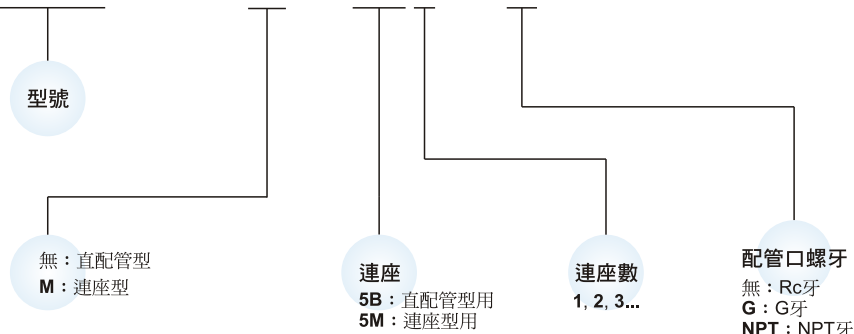 型號
無：直配管型
M：連座型
連座
5B：直配管型用
5M：連座型用
連座數
1, 2, 3...
配管口螺牙
無：Rc牙
G：G牙
NPT：NPT牙